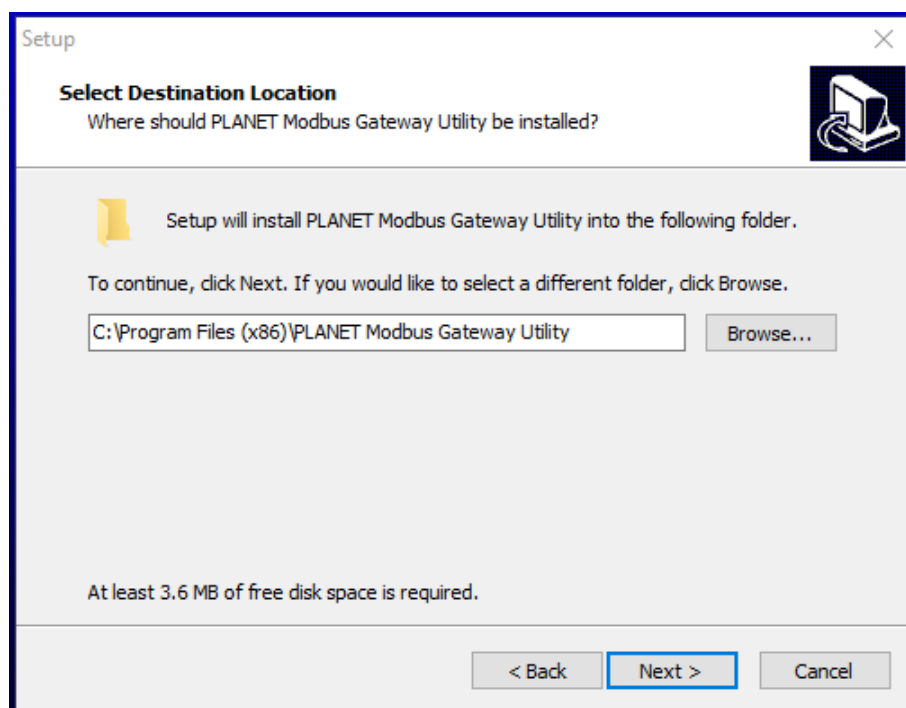 Setup
Select Destination Location
Where should PLANET Modbus Gateway Utility be installed?
Setup will install PLANET Modbus Gateway Utility into the following folder.
To continue, click Next. If you would like to select a different folder, click Browse.
C:\Program Files (x86)\PLANET Modbus Gateway Utility
Browse...
At least 3.6 MB of free disk space is required.
< Back
Next >
Cancel